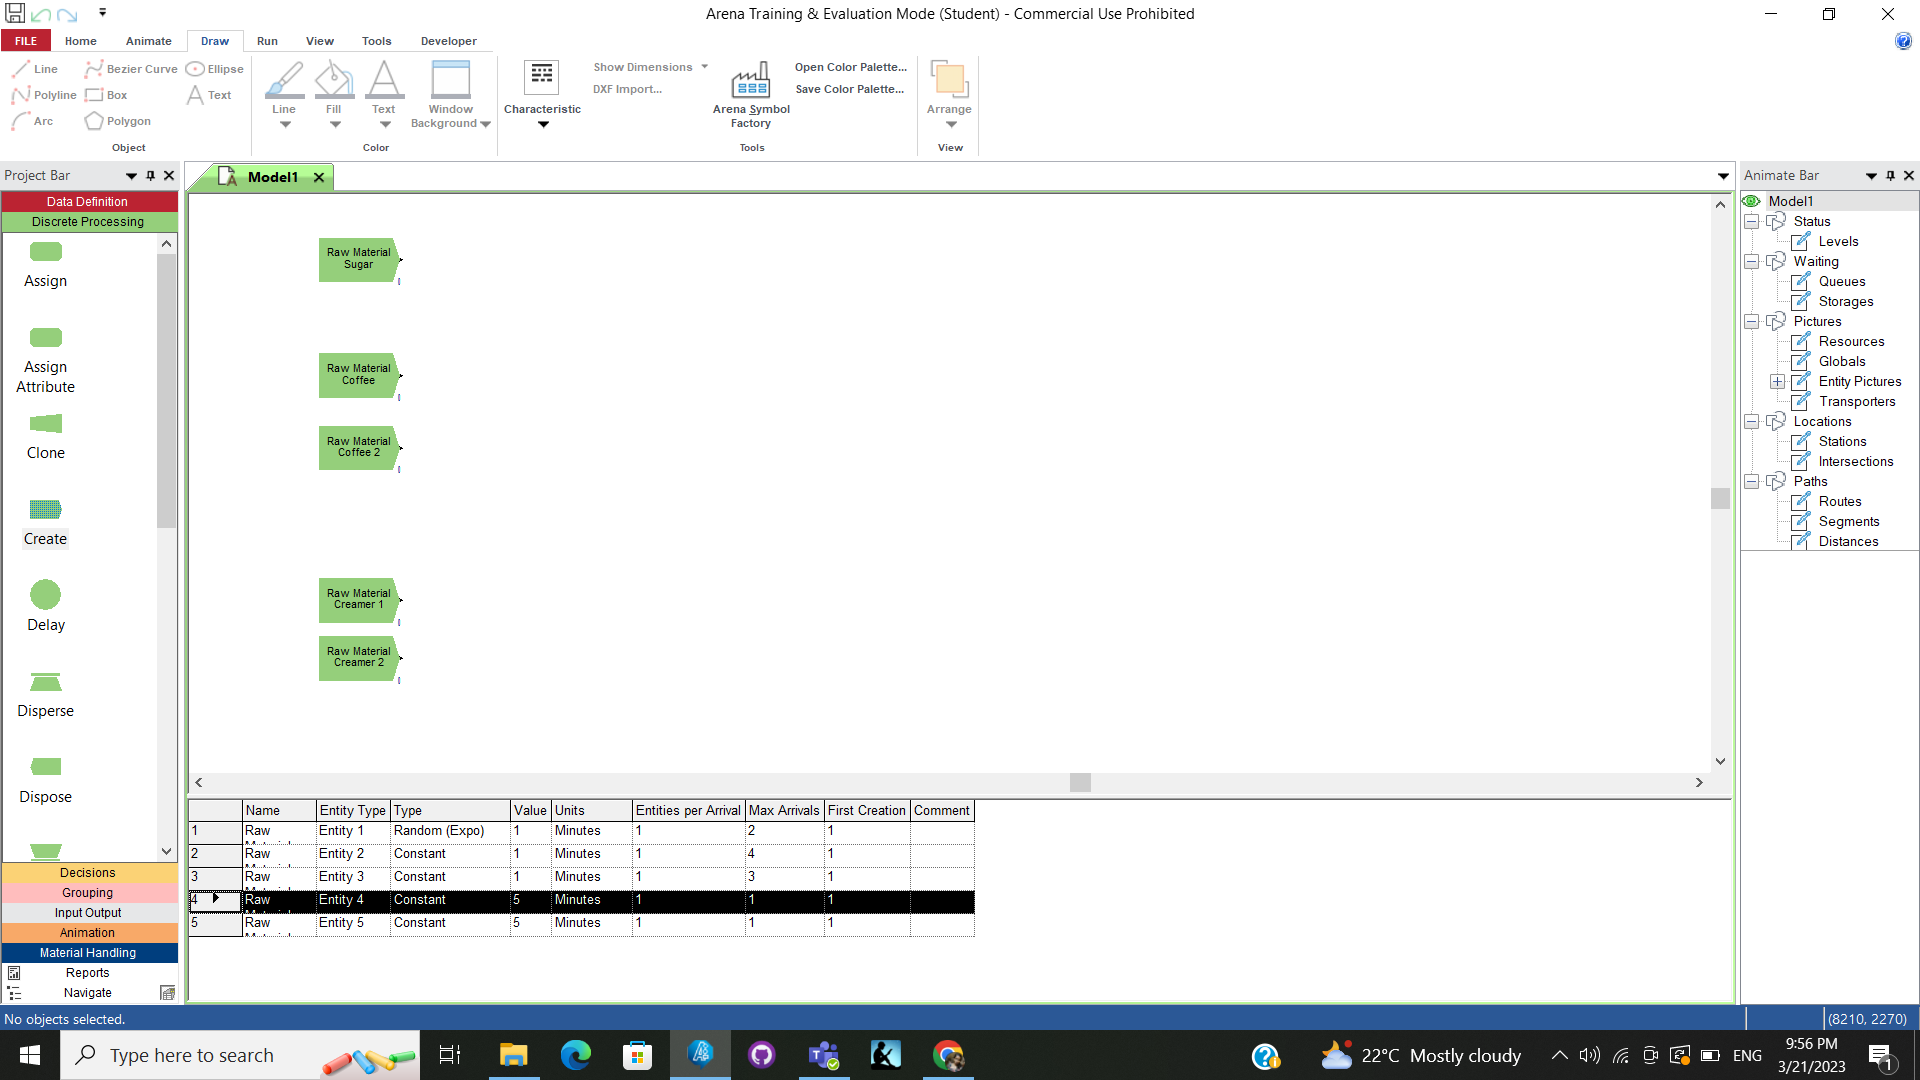 Arena Training & Evaluation Mode (Student) - Commercial Use Prohibited
FILE Home Animate Draw Run View Tools Developer
Line Bezier Curve Ellipse
Polyline Box Text
Arc Polygon
Object
Line Fill Text Window Background
Color
Characteristic
Show Dimensions
DXF Import...
Arena Symbol Factory
Open Color Palette...
Save Color Palette...
Tools
Arrange
View
Project Bar
Data Definition
Discrete Processing
Assign
Assign
Attribute
Clone
Create
Delay
Disperse
Dispose
Decisions
Grouping
Input Output
Animation
Material Handling
Reports
Navigate
Model1
Raw Material
Sugar
Raw Material
Coffee
Raw Material
Coffee 2
Raw Material
Creamer 1
Raw Material
Creamer 2
Name Entity Type Type Value Units Entities per Arrival Max Arrivals First Creation Comment
1 Raw Entity 1 Random (Expo) 1 Minutes 1 2 1
2 Raw Entity 2 Constant 1 Minutes 1 4 1
3 Raw Entity 3 Constant 1 Minutes 1 3 1
4 Raw Entity 4 Constant 5 Minutes 1 1 1
5 Raw Entity 5 Constant 5 Minutes 1 1 1
Animate Bar
Model1
Status
Levels
Waiting
Queues
Storages
Pictures
Resources
Globals
Entity Pictures
Transporters
Locations
Stations
Intersections
Paths
Routes
Segments
Distances
No objects selected.
(8210, 2270)
Type here to search
22°C Mostly cloudy
ENG
9:56 PM
3/21/2023
1